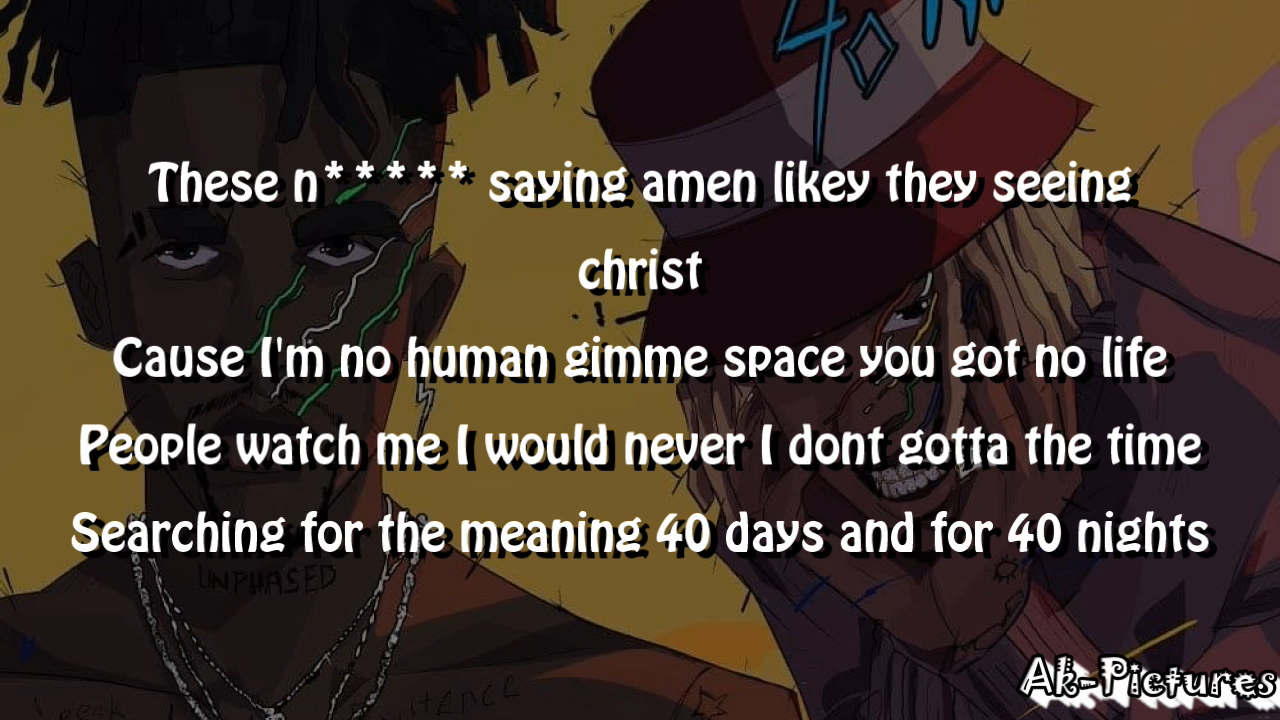 40
These n***** saying amen likey they seeing
christ
Cause I'm no human gimme space you got no life
People watch me I would never I dont gotta the time
Searching for the meaning 40 days and for 40 nights
UNPHASED
Ak-Pictures